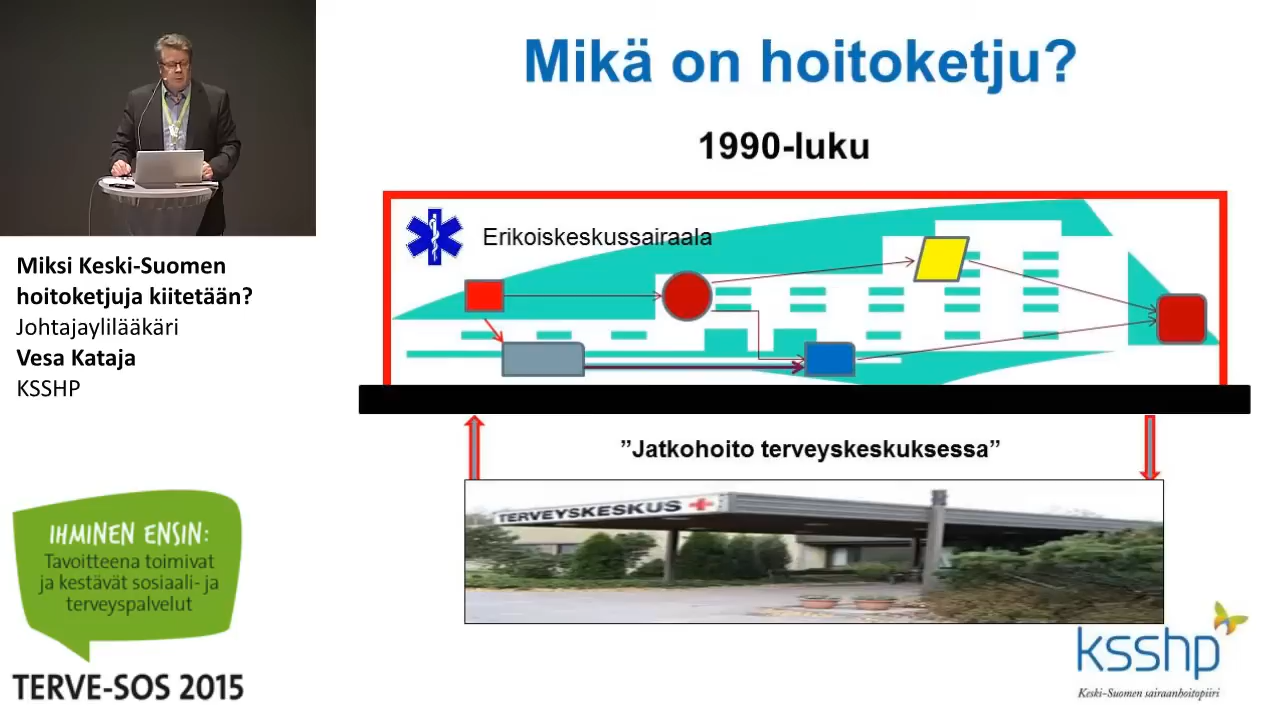 Mikä on hoitoketju?
1990-luku
Erikoiskeskussairaala
”Jatkohoito terveyskeskuksessa”
TERVEYSKESKUS
ksshp
Keski-Suomen sairaanhoitopiiri
Miksi Keski-Suomen
hoitoketjuja kiitetään?
Johtajaylilääkäri
Vesa Kataja
KSSHP
IHMINEN ENSIN:
Tavoitteena toimivat
ja kestävät sosiaali- ja
terveyspalvelut
TERVE-SOS 2015